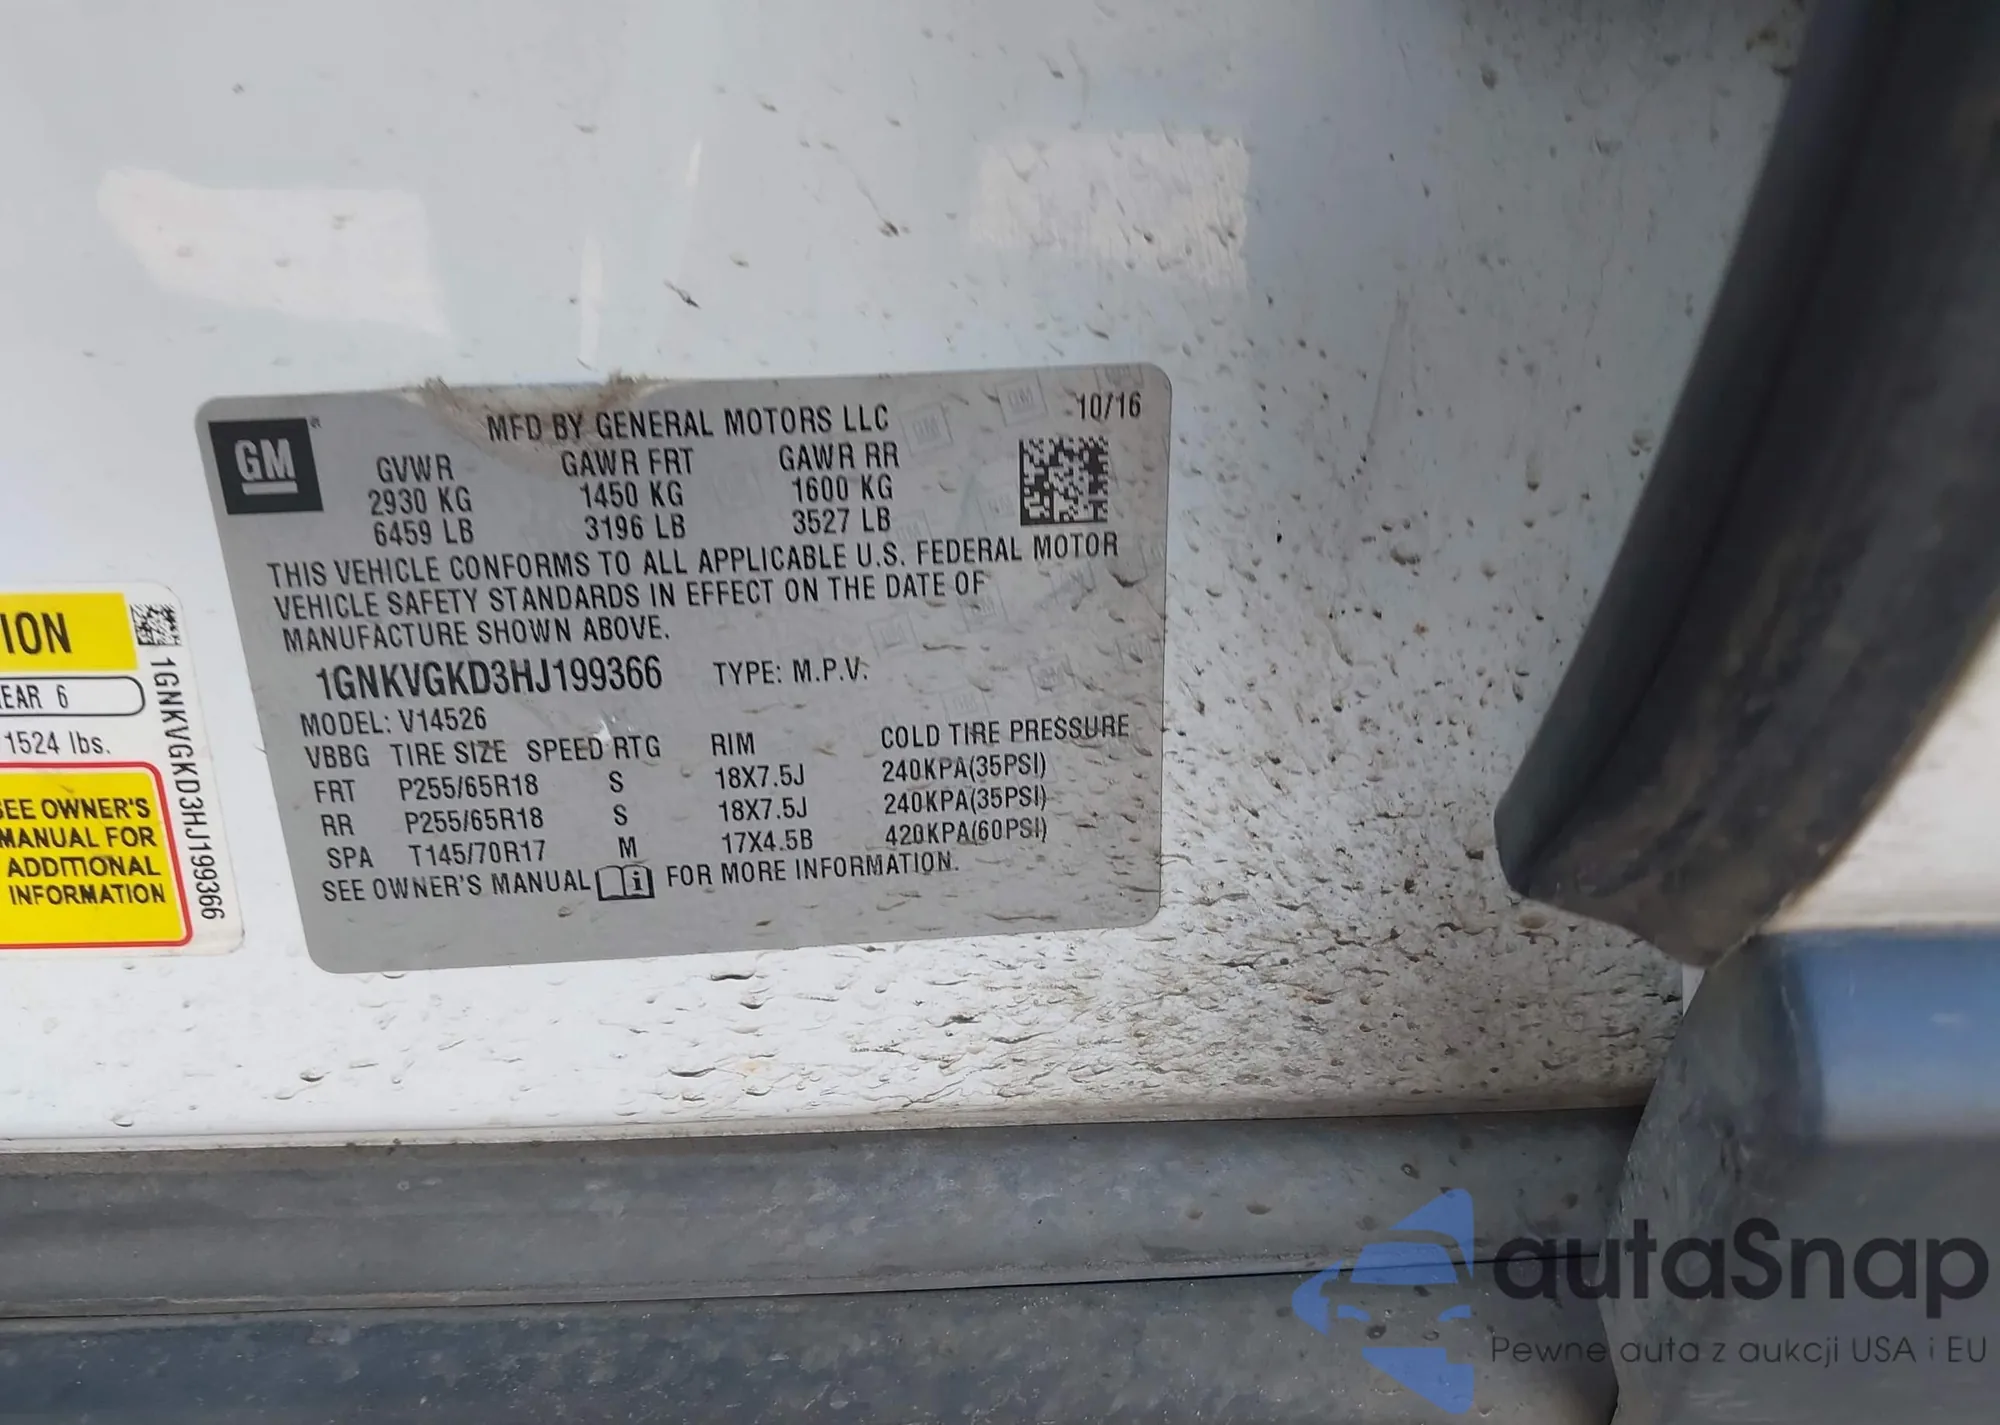 GM
MFD BY GENERAL MOTORS LLC
10/16
GVWR GAWR FRT GAWR RR
2930 KG 1450 KG 1600 KG
6459 LB 3196 LB 3527 LB
THIS VEHICLE CONFORMS TO ALL APPLICABLE U.S. FEDERAL MOTOR
VEHICLE SAFETY STANDARDS IN EFFECT ON THE DATE OF
MANUFACTURE SHOWN ABOVE.
1GNKVGKD3HJ199366 TYPE: M.P.V.
MODEL: V14526
VBBG TIRE SIZE SPEED RTG RIM COLD TIRE PRESSURE
FRT P255/65R18 S 18X7.5J 240KPA(35PSI)
RR P255/65R18 S 18X7.5J 240KPA(35PSI)
SPA T145/70R17 M 17X4.5B 420KPA(60PSI)
SEE OWNER'S MANUAL i FOR MORE INFORMATION.
ION
EAR 6
1524 lbs.
SEE OWNER'S
MANUAL FOR
ADDITIONAL
INFORMATION
1GNKVGKD3HJ199366
autaSnap
Pewne auta z aukcji USA i EU